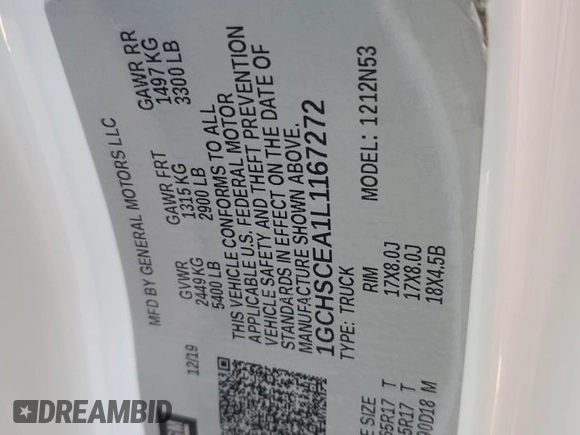 MFD BY GENERAL MOTORS LLC
12/19
GVWR GAWR FRT GAWR RR
2449 KG 1315 KG 1497 KG
5400 LB 2900 LB 3300 LB
THIS VEHICLE CONFORMS TO ALL
APPLICABLE U.S. FEDERAL MOTOR
VEHICLE SAFETY AND THEFT PREVENTION
STANDARDS IN EFFECT ON THE DATE OF
MANUFACTURE SHOWN ABOVE.
1GCHSCEA1L1167272
TYPE: TRUCK MODEL: 1212N53
SIZE RIM
R17 T 17X8.0J
R17 T 17X8.0J
M 18X4.5B
DREAMBID